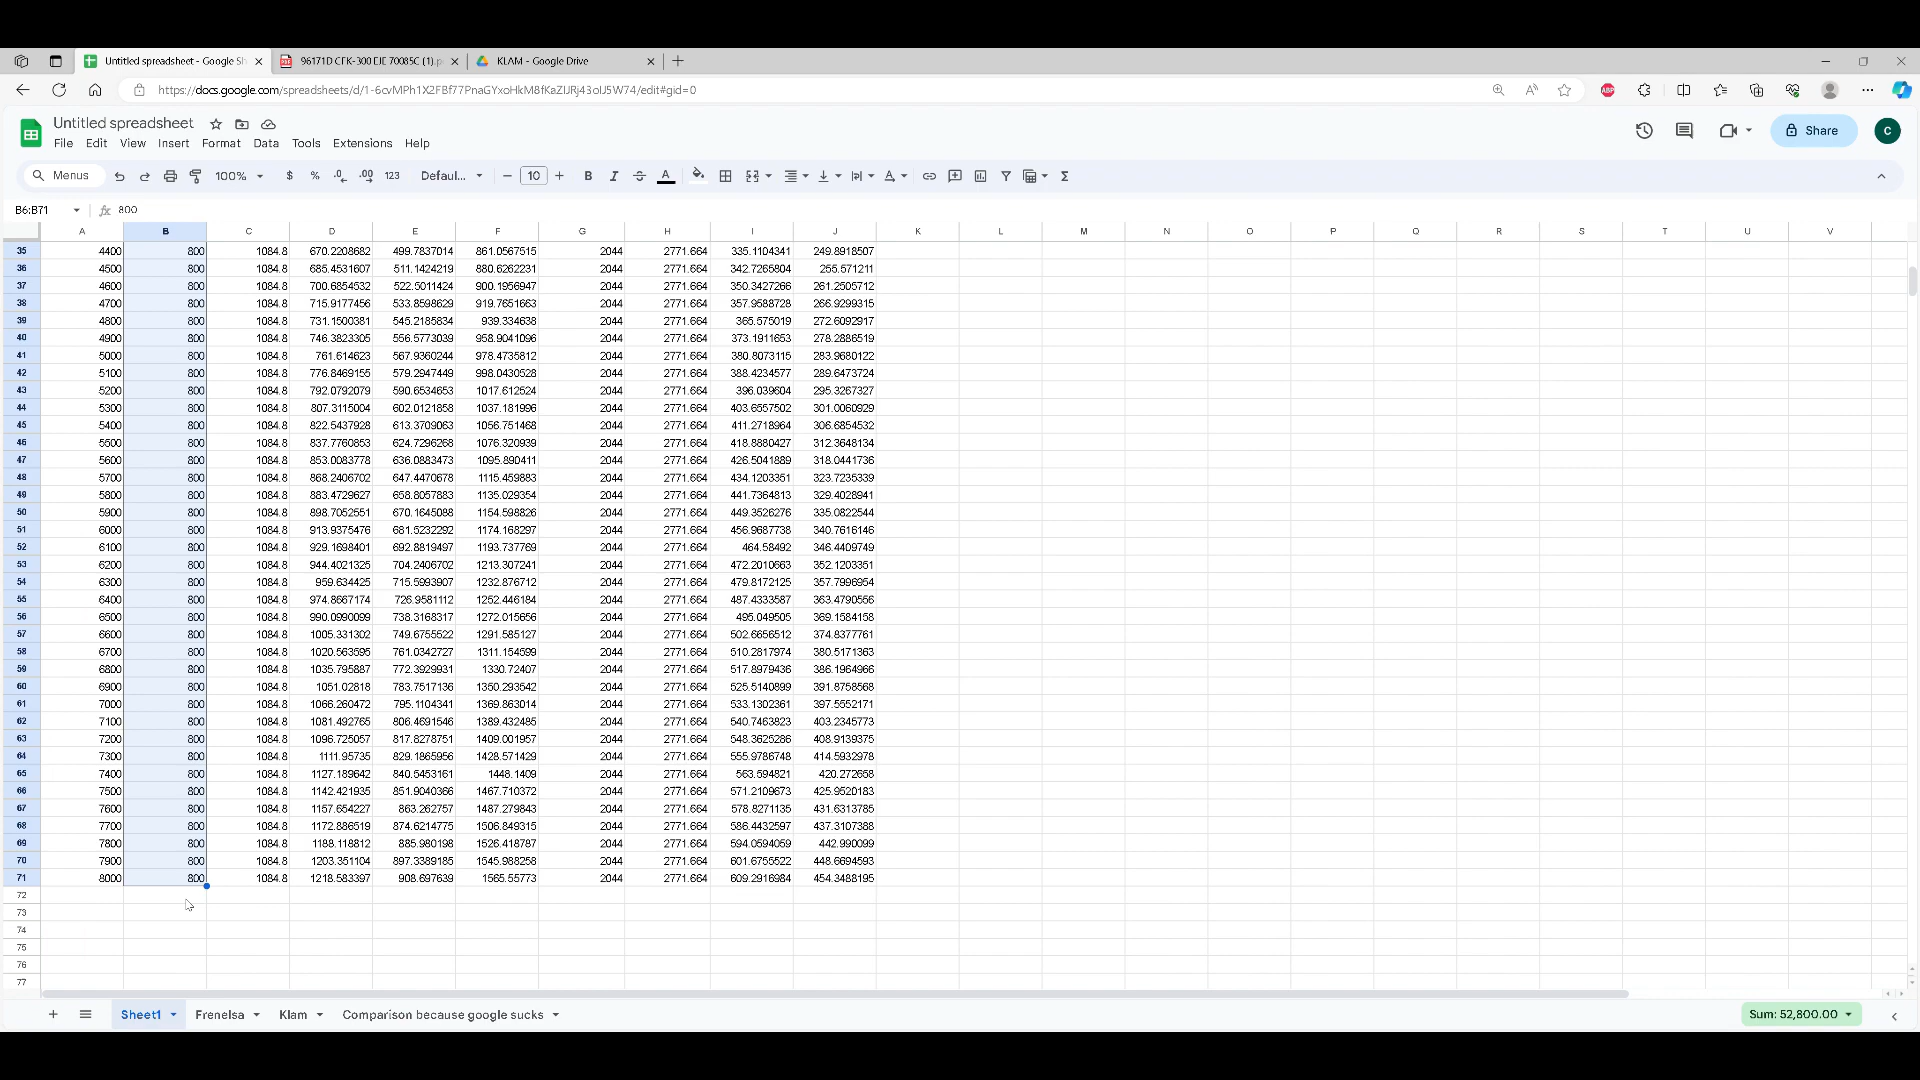 Untitled spreadsheet - Google Sh
96171D CFK-300 EJE 70085C (1).p
KLAM - Google Drive
https://docs.google.com/spreadsheets/d/1-6cvMPh1X2FBf77PnaGYxoHkM8fKaZIJRj43oIJ5W74/edit#gid=0
Untitled spreadsheet
File Edit View Insert Format Data Tools Extensions Help
Share
C
Menus 100% $ % .0 .00 123 Defaul... 10 B I A
B6:B71 fx 800
A B C D E F G H I J K L M N O P Q R S T U V
35 4400 800 1084.8 670.2208682 499.7837014 861.0567515 2044 2771.664 335.1104341 249.8918507
36 4500 800 1084.8 685.4531607 511.1424219 880.6262231 2044 2771.664 342.7265804 255.571211
37 4600 800 1084.8 700.6854532 522.5011424 900.1956947 2044 2771.664 350.3427266 261.2505712
38 4700 800 1084.8 715.9177456 533.8598629 919.7651663 2044 2771.664 357.9588728 266.9299315
39 4800 800 1084.8 731.1500381 545.2185834 939.334638 2044 2771.664 365.575019 272.6092917
40 4900 800 1084.8 746.3823305 556.5773039 958.9041096 2044 2771.664 373.1911653 278.2886519
41 5000 800 1084.8 761.614623 567.9360244 978.4735812 2044 2771.664 380.8073115 283.9680122
42 5100 800 1084.8 776.8469155 579.2947449 998.0430528 2044 2771.664 388.4234577 289.6473724
43 5200 800 1084.8 792.0792079 590.6534653 1017.612524 2044 2771.664 396.039604 295.3267327
44 5300 800 1084.8 807.3115004 602.0121858 1037.181996 2044 2771.664 403.6557502 301.0060929
45 5400 800 1084.8 822.5437928 613.3709063 1056.751468 2044 2771.664 411.2718964 306.6854532
46 5500 800 1084.8 837.7760853 624.7296268 1076.320939 2044 2771.664 418.8880427 312.3648134
47 5600 800 1084.8 853.0083778 636.0883473 1095.890411 2044 2771.664 426.5041889 318.0441736
48 5700 800 1084.8 868.2406702 647.4470678 1115.459883 2044 2771.664 434.1203351 323.7235339
49 5800 800 1084.8 883.4729627 658.8057883 1135.029354 2044 2771.664 441.7364813 329.4028941
50 5900 800 1084.8 898.7052551 670.1645088 1154.598826 2044 2771.664 449.3526276 335.0822544
51 6000 800 1084.8 913.9375476 681.5232292 1174.168297 2044 2771.664 456.9687738 340.7616146
52 6100 800 1084.8 929.1698401 692.8819497 1193.737769 2044 2771.664 464.58492 346.4409749
53 6200 800 1084.8 944.4021325 704.2406702 1213.307241 2044 2771.664 472.2010663 352.1203351
54 6300 800 1084.8 959.634425 715.5993907 1232.876712 2044 2771.664 479.8172125 357.7996954
55 6400 800 1084.8 974.8667174 726.9581112 1252.446184 2044 2771.664 487.4333587 363.4790556
56 6500 800 1084.8 990.0990099 738.3168317 1272.015656 2044 2771.664 495.049505 369.1584158
57 6600 800 1084.8 1005.331302 749.6755522 1291.585127 2044 2771.664 502.6656512 374.8377761
58 6700 800 1084.8 1020.563595 761.0342727 1311.154599 2044 2771.664 510.2817974 380.5171363
59 6800 800 1084.8 1035.795887 772.3929931 1330.72407 2044 2771.664 517.8979436 386.1964966
60 6900 800 1084.8 1051.02818 783.7517136 1350.293542 2044 2771.664 525.5140899 391.8758568
61 7000 800 1084.8 1066.260472 795.1104341 1369.863014 2044 2771.664 533.1302361 397.5552171
62 7100 800 1084.8 1081.492765 806.4691546 1389.432485 2044 2771.664 540.7463823 403.2345773
63 7200 800 1084.8 1096.725057 817.8278751 1409.001957 2044 2771.664 548.3625286 408.9139375
64 7300 800 1084.8 1111.95735 829.1865956 1428.571429 2044 2771.664 555.9786748 414.5932978
65 7400 800 1084.8 1127.189642 840.5453161 1448.1409 2044 2771.664 563.594821 420.272658
66 7500 800 1084.8 1142.421935 851.9040366 1467.710372 2044 2771.664 571.2109673 425.9520183
67 7600 800 1084.8 1157.654227 863.262757 1487.279843 2044 2771.664 578.8271135 431.6313785
68 7700 800 1084.8 1172.886519 874.6214775 1506.849315 2044 2771.664 586.4432597 437.3107388
69 7800 800 1084.8 1188.118812 885.980198 1526.418787 2044 2771.664 594.0594059 442.990099
70 7900 800 1084.8 1203.351104 897.3389185 1545.988258 2044 2771.664 601.6755522 448.6694593
71 8000 800 1084.8 1218.583397 908.697639 1565.55773 2044 2771.664 609.2916984 454.3488195
72
73
74
75
76
77
Sheet1 Frenelsa Klam Comparison because google sucks Sum: 52,800.00